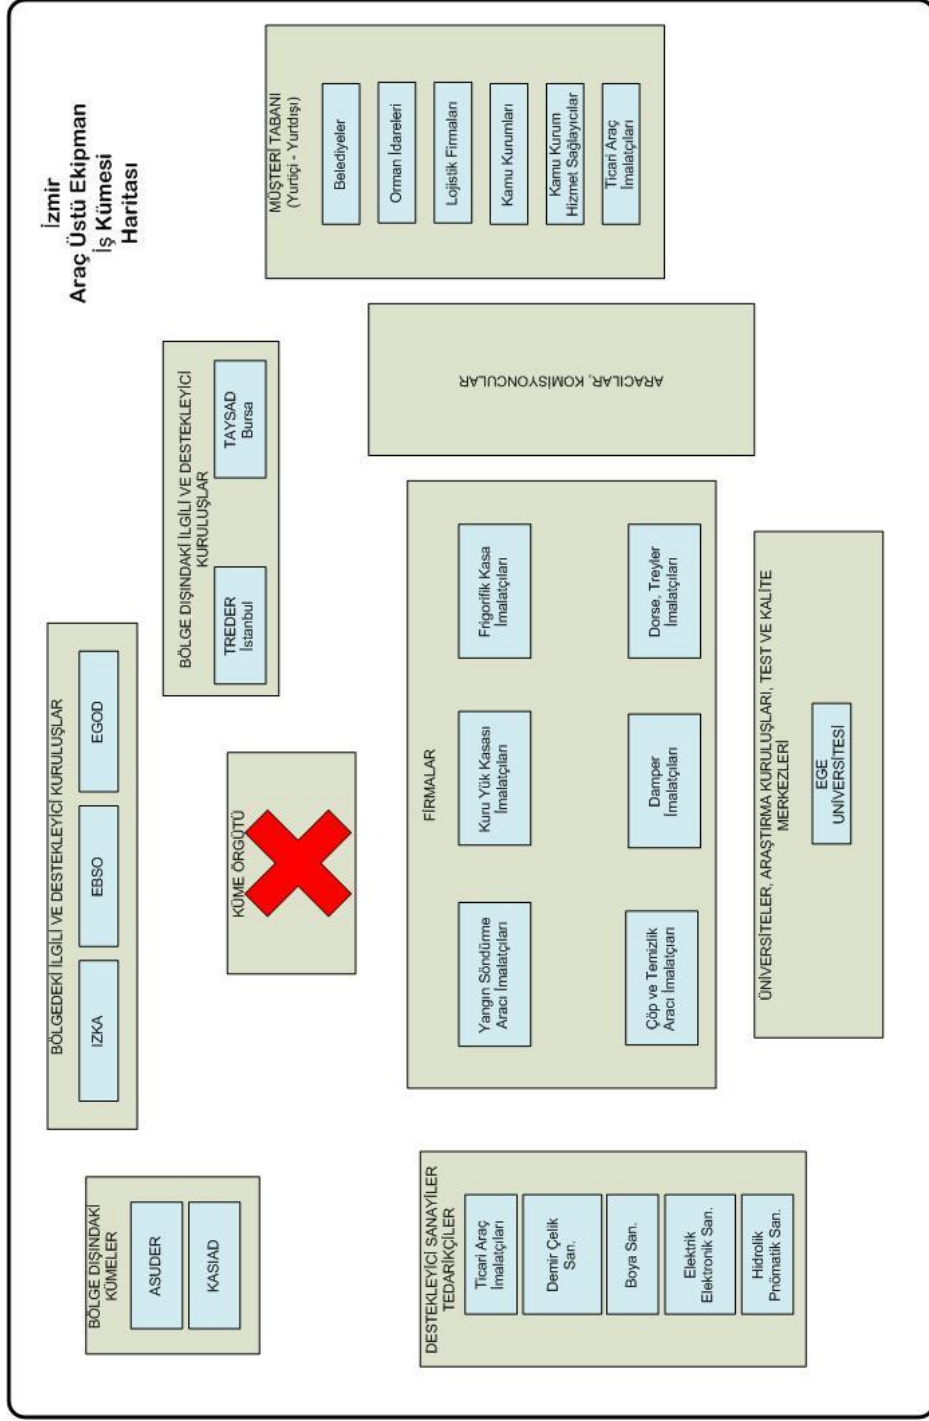 İzmir
Araç Üstü Ekipman
İş Kümesi
Haritası
BÖLGE DIŞINDAKİ
KÜMELER
ASUDER
KASIAD
BÖLGEDEKİ İLGİLİ VE DESTEKLEYİCİ KURULUŞLAR
IZKA
EBSO
EGOD
BÖLGE DIŞINDAKİ İLGİLİ VE DESTEKLEYİCİ
KURULUŞLAR
TREDER
İstanbul
TAYSAD
Bursa
KÜME ÖRGÜTÜ
DESTEKLEYİCİ SANAYİLER
TEDARİKÇİLER
Ticari Araç
İmalatçıları
Demir Çelik
San.
Boya San.
Elektrik
Elektronik San.
Hidrolik
Pnömatik San.
FİRMALAR
Yangın Söndürme
Aracı İmalatçıları
Kuru Yük Kasası
İmalatçıları
Frigorifik Kasa
İmalatçıları
Çöp ve Temizlik
Aracı İmalatçıarı
Damper
İmalatçıları
Dorse, Treyler
İmalatçıları
ARACILAR, KOMİSYONCULAR
MÜŞTERİ TABANI
(Yurtiçi - Yurtdışı)
Belediyeler
Orman İdareleri
Lojistik Firmaları
Kamu Kurumları
Kamu Kurum
Hizmet Sağlayıcılar
Ticari Araç
İmalatçıları
ÜNİVERSİTELER, ARAŞTIRMA KURULUŞLARI, TEST VE KALİTE
MERKEZLERİ
EGE
ÜNİVERSİTESİ